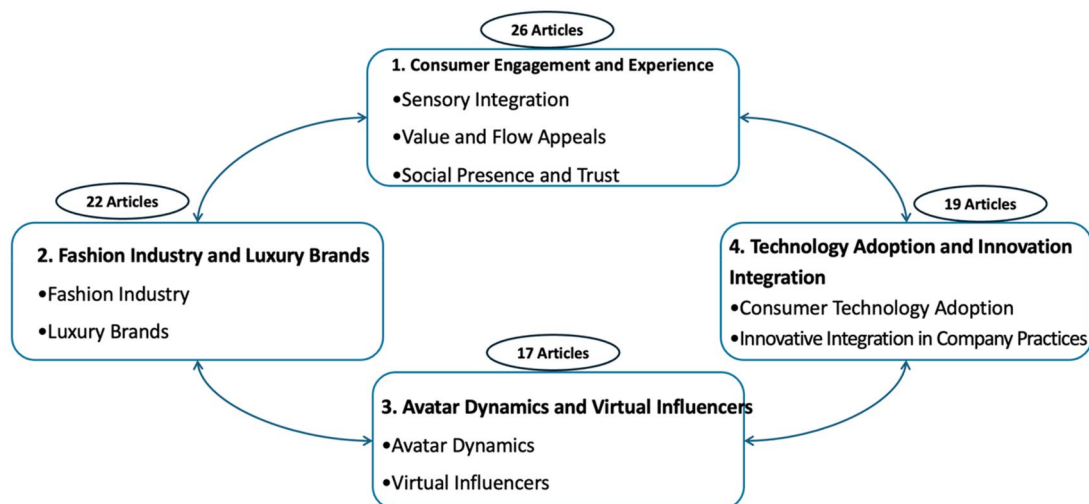 26 Articles
1. Consumer Engagement and Experience
•Sensory Integration
•Value and Flow Appeals
•Social Presence and Trust
22 Articles
2. Fashion Industry and Luxury Brands
•Fashion Industry
•Luxury Brands
19 Articles
4. Technology Adoption and Innovation
Integration
•Consumer Technology Adoption
•Innovative Integration in Company Practices
17 Articles
3. Avatar Dynamics and Virtual Influencers
•Avatar Dynamics
•Virtual Influencers